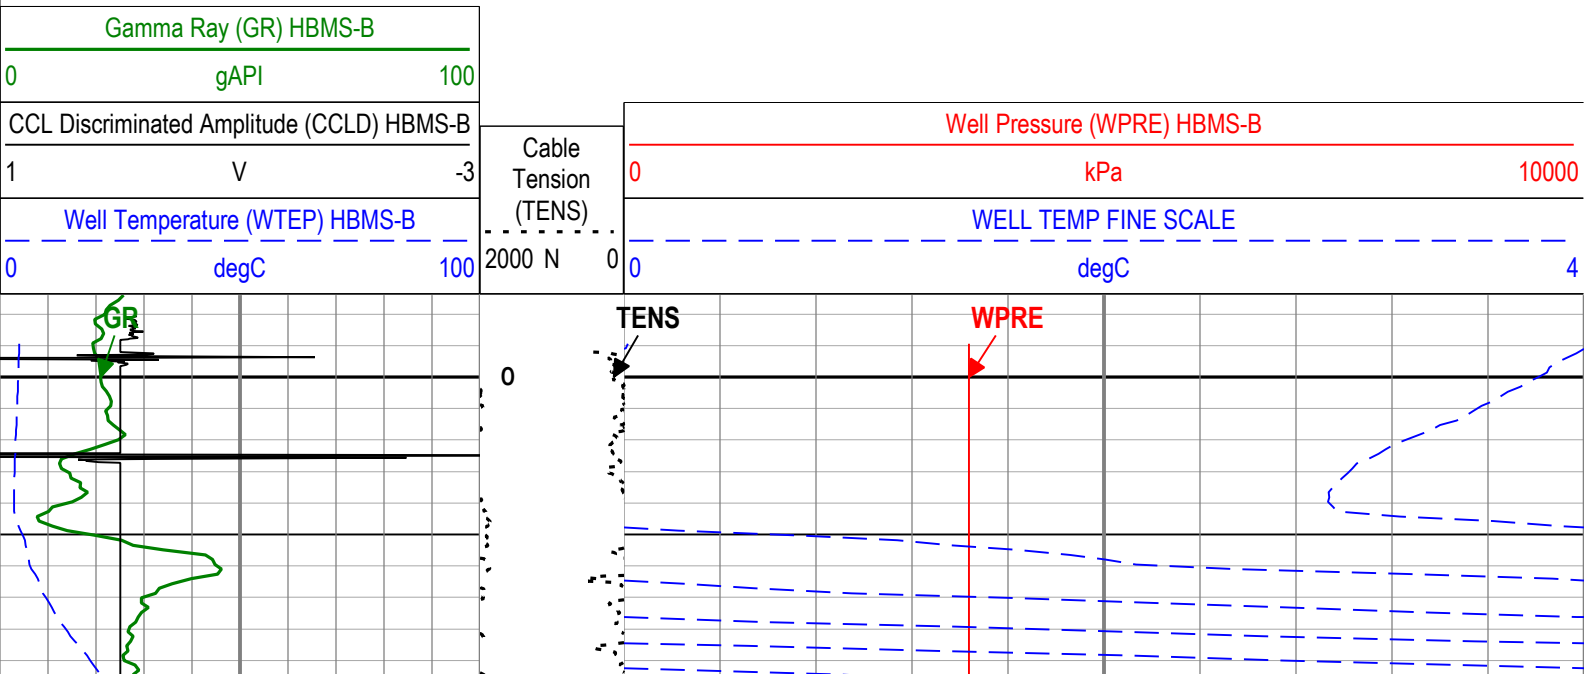 Gamma Ray (GR) HBMS-B
0 gAPI 100
CCL Discriminated Amplitude (CCLD) HBMS-B
1 V -3
Well Temperature (WTEP) HBMS-B
0 degC 100
Cable
Tension
(TENS)
2000 N 0
Well Pressure (WPRE) HBMS-B
0 kPa 10000
WELL TEMP FINE SCALE
0 degC 4
GR
TENS
WPRE
0